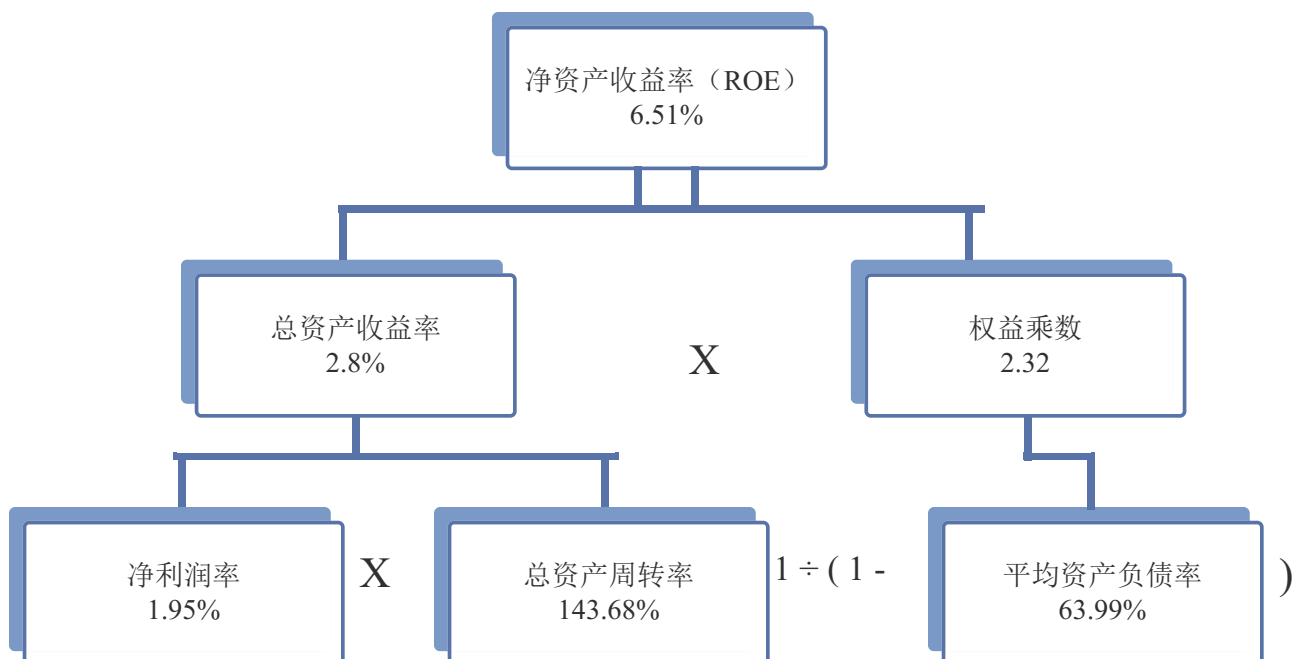 净资产收益率（ROE）
6.51%
总资产收益率
2.8%
X
权益乘数
2.32
净利润率
1.95%
X
总资产周转率
143.68%
1 ÷ ( 1 -
平均资产负债率
63.99%
)